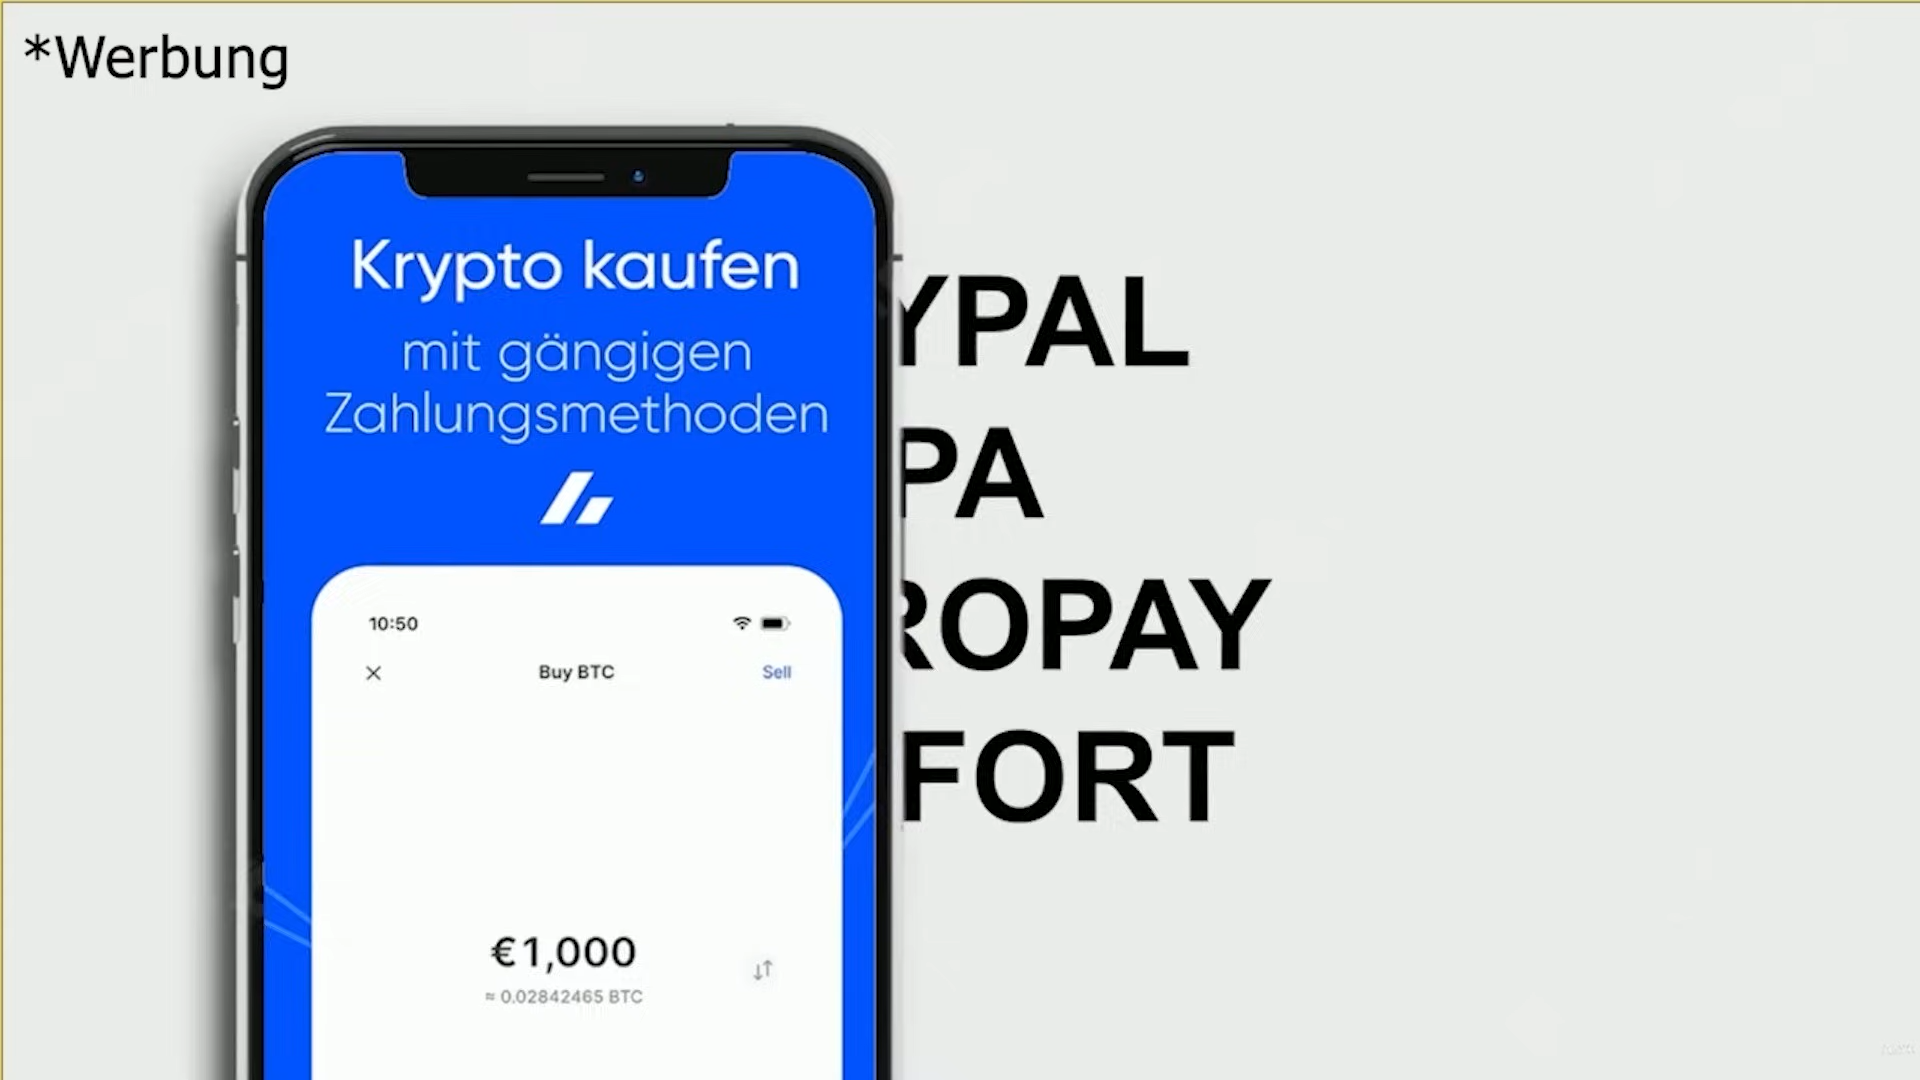 *Werbung
Krypto kaufen
mit gängigen
Zahlungsmethoden
10:50
Buy BTC
Sell
€1,000
≈ 0.02842465 BTC
YPAL
PA
ROPAY
FORT